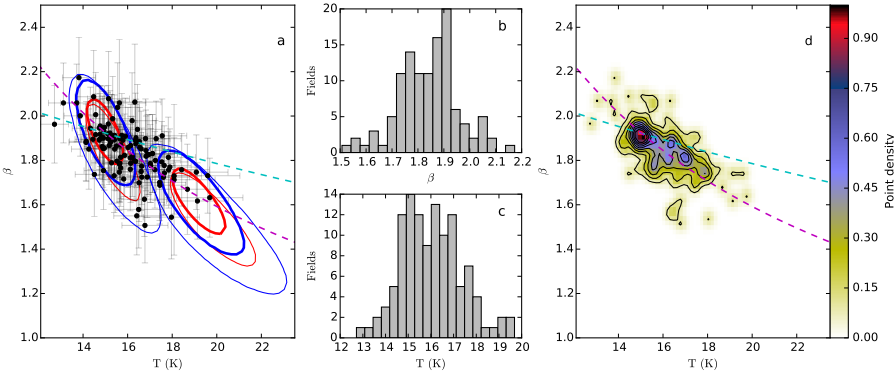 a
β
2.4
2.2
2.0
1.8
1.6
1.4
1.2
1.0
14 16 18 20 22
T (K)
b
Fields
20
15
10
5
0
1.5 1.6 1.7 1.8 1.9 2.0 2.1 2.2
β
c
Fields
14
12
10
8
6
4
2
0
12 13 14 15 16 17 18 19 20
T (K)
d
β
2.4
2.2
2.0
1.8
1.6
1.4
1.2
1.0
14 16 18 20 22
T (K)
0.90
0.75
0.60
0.45
0.30
0.15
0.00
Point density